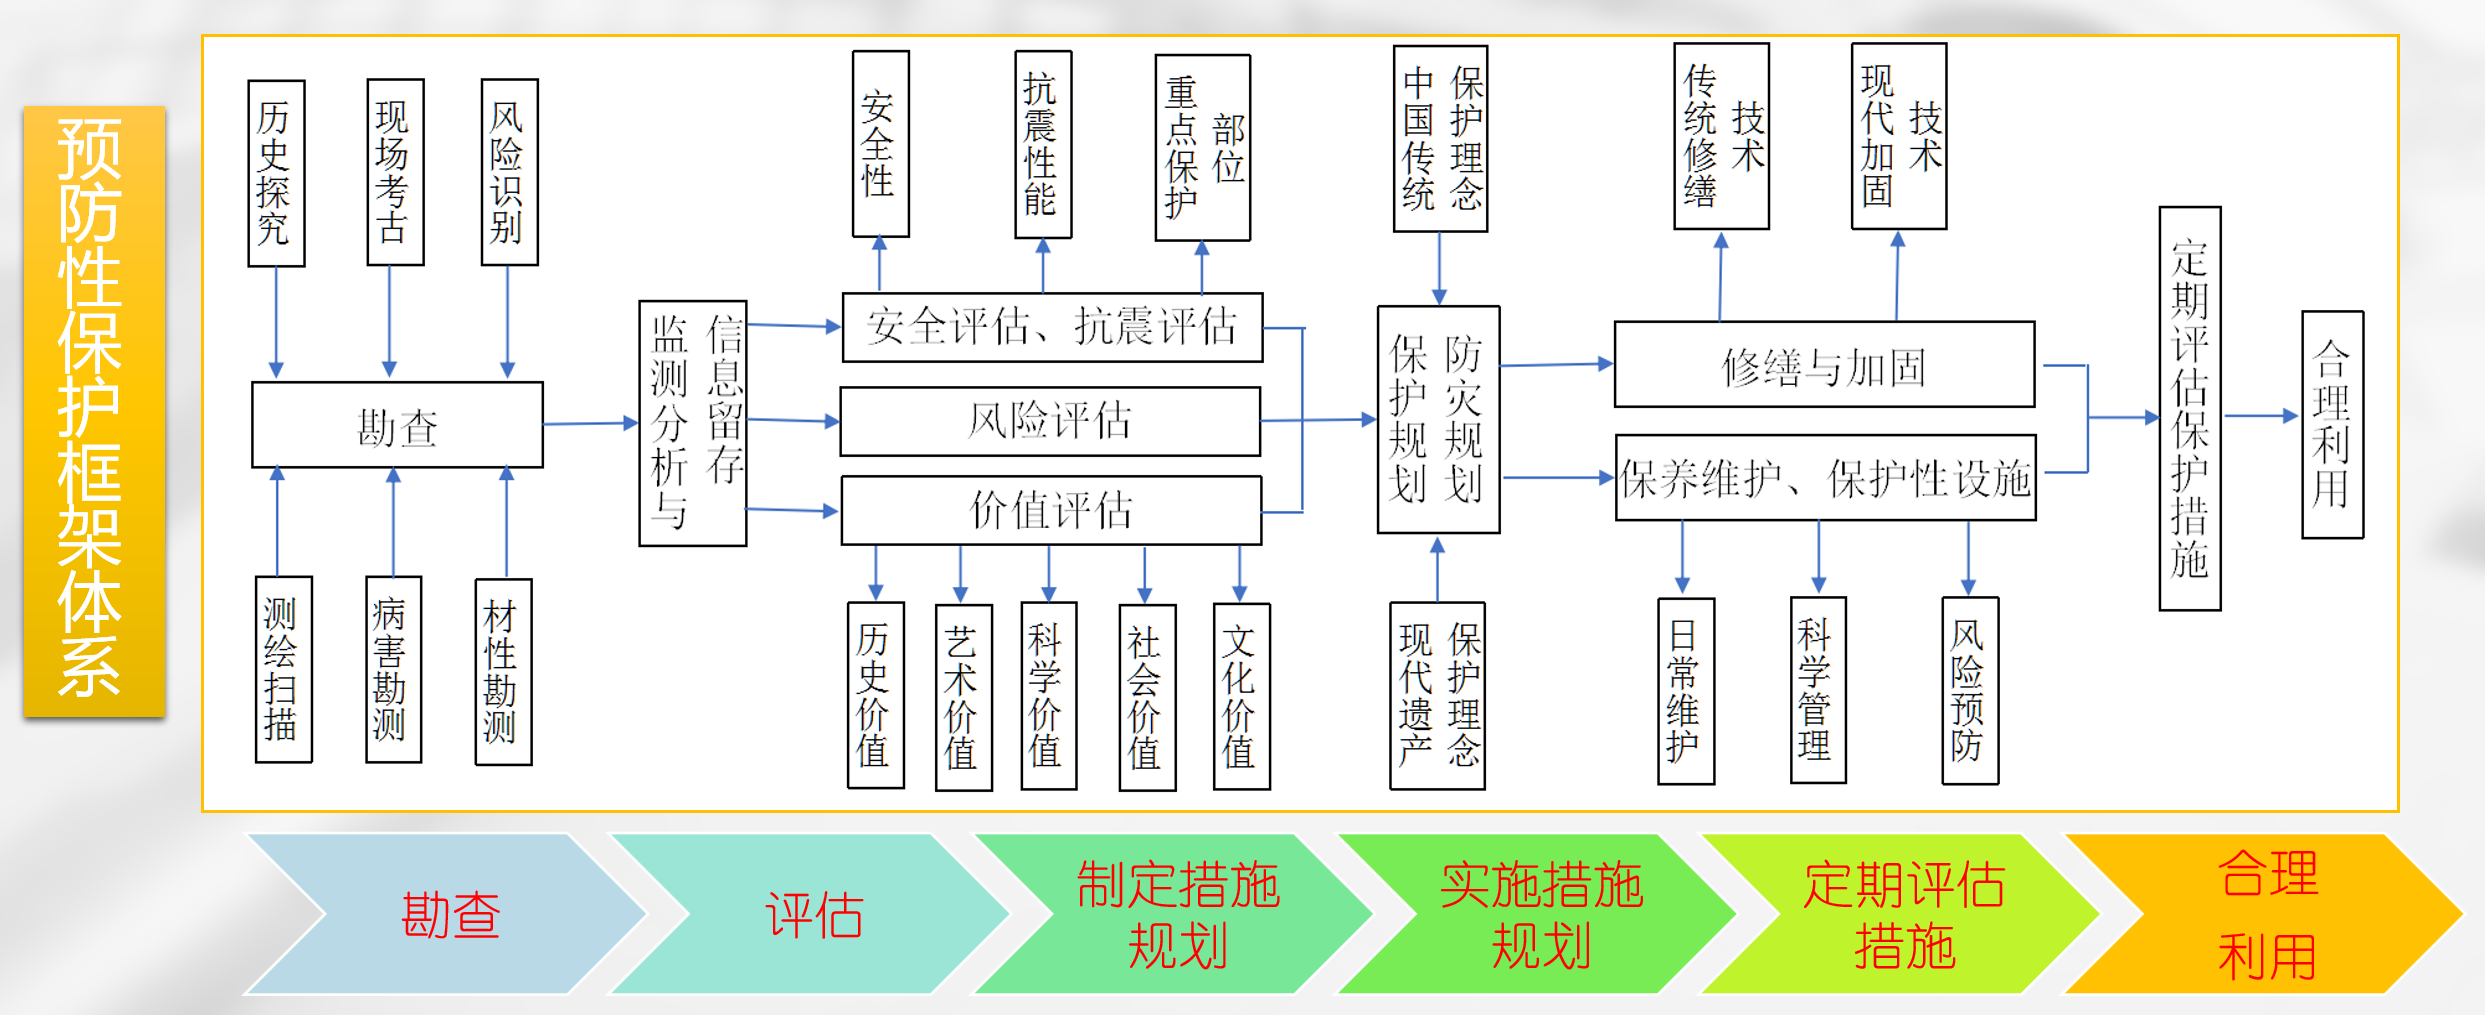 预防性保护框架体系
历史探究
现场考古
风险识别
勘查
测绘扫描
病害勘测
材性勘测
监测分析与
信息留存
安全性
抗震性能
重点保护
部位
安全评估、抗震评估
风险评估
价值评估
历史价值
艺术价值
科学价值
社会价值
文化价值
中国传统
保护理念
保护规划
防灾规划
现代遗产
保护理念
传统修缮
技术
现代加固
技术
修缮与加固
保养维护、保护性设施
日常维护
科学管理
风险预防
定期评估保护措施
合理利用
勘查
评估
制定措施
规划
实施措施
规划
定期评估
措施
合理
利用